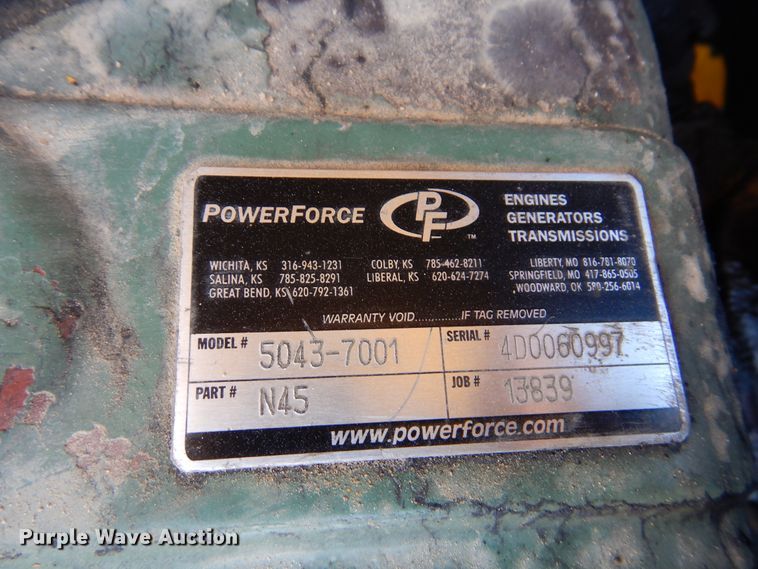 POWERFORCE PF ™ ENGINES
GENERATORS
TRANSMISSIONS
WICHITA, KS 316-943-1231 COLBY, KS 785-462-8211 LIBERTY, MO 816-781-8070
SALINA, KS 785-825-8291 LIBERAL, KS 620-624-7274 SPRINGFIELD, MO 417-865-0505
GREAT BEND, KS 620-792-1361 WOODWARD, OK 580-256-6014
WARRANTY VOID..............IF TAG REMOVED
MODEL # 5043-7001 SERIAL # 4D0060997
PART # N45 JOB # 13839
www.powerforce.com
Purple Wave Auction